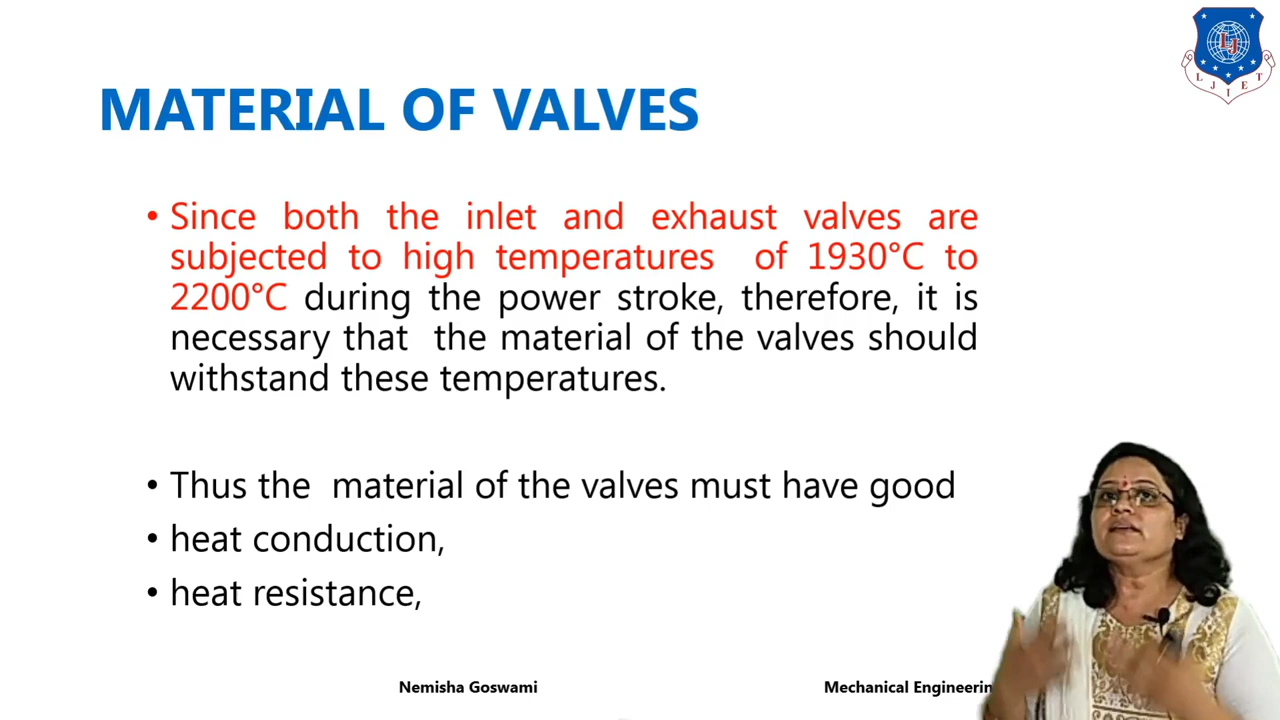 LJ
L J I E T
MATERIAL OF VALVES
• Since both the inlet and exhaust valves are
subjected to high temperatures of 1930°C to
2200°C during the power stroke, therefore, it is
necessary that the material of the valves should
withstand these temperatures.
• Thus the material of the valves must have good
• heat conduction,
• heat resistance,
Nemisha Goswami
Mechanical Engineerin